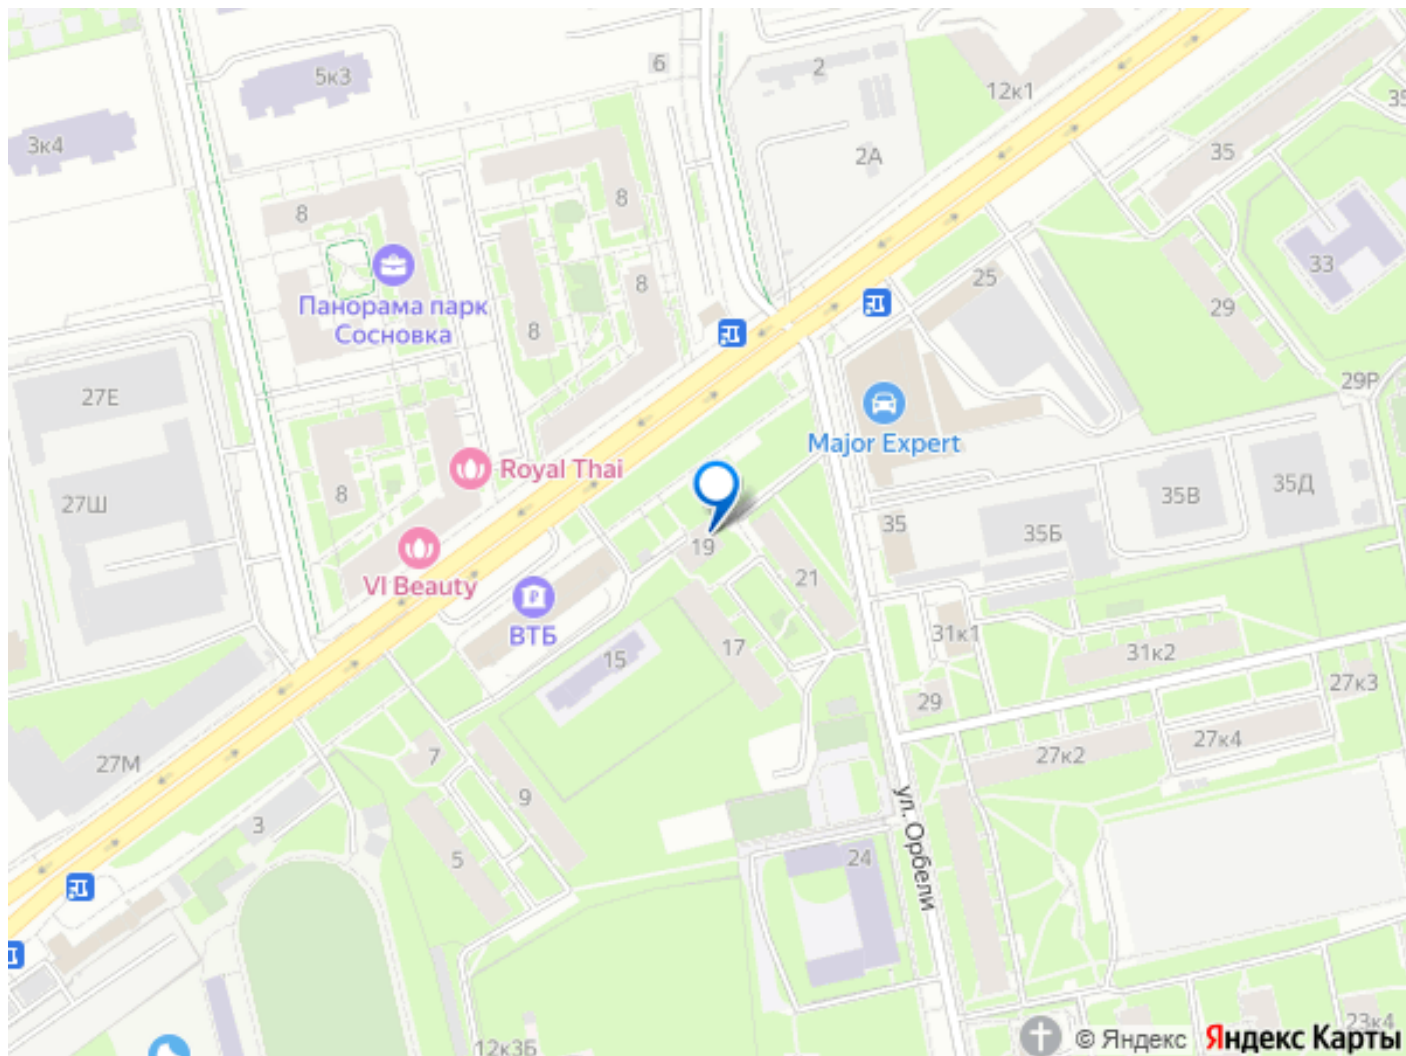 6
2
5к3
12к1
35
3к4
2А
35
8
8
33
8
25
29
Панорама парк
Сосновка
8
29Р
27Е
Major Expert
Royal Thai
8
27Ш
35В
35Д
35
35Б
19
VI Beauty
21
ВТБ
31к1
17
31к2
15
27к3
29
27к4
7
27к2
27М
9
3
ул. Орбели
5
24
12к3Б
23к4
© Яндекс Яндекс Карты